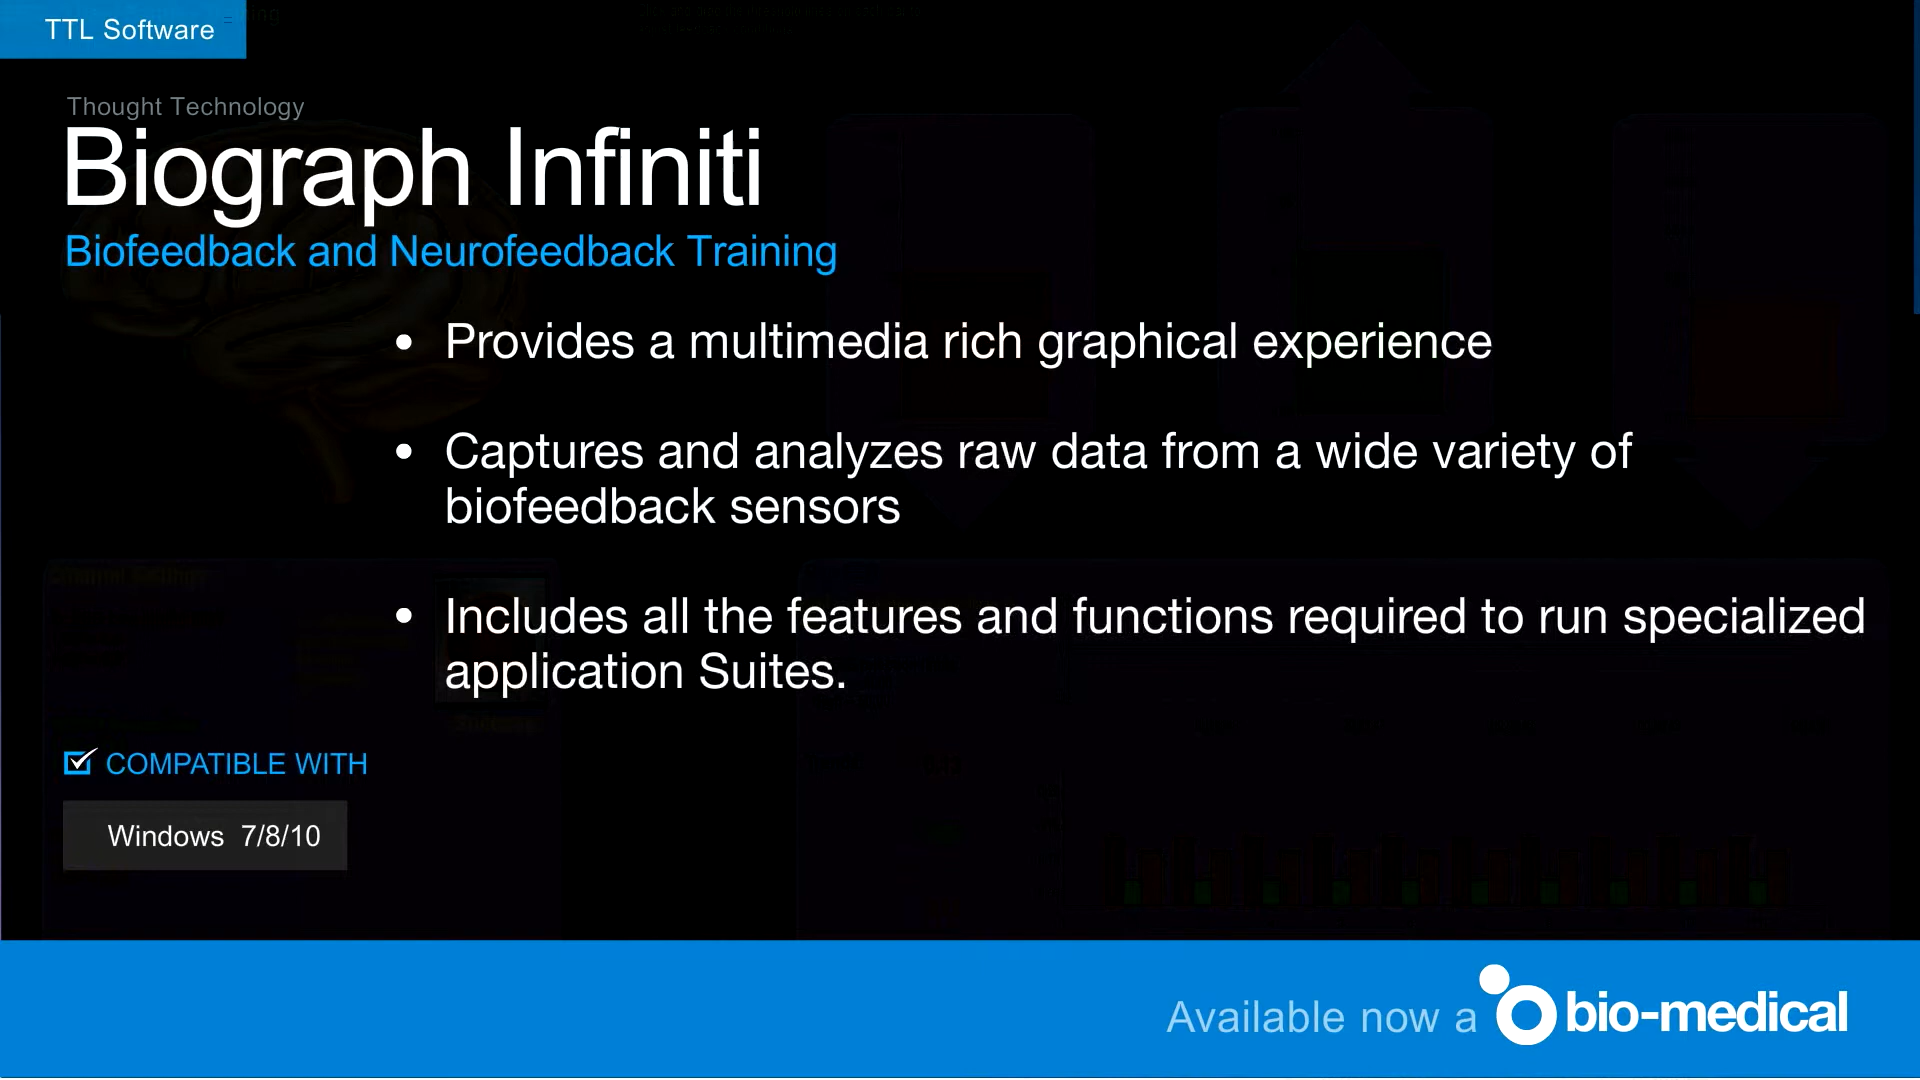 TTL Software
Thought Technology
Biograph Infiniti
Biofeedback and Neurofeedback Training
• Provides a multimedia rich graphical experience
• Captures and analyzes raw data from a wide variety of
biofeedback sensors
• Includes all the features and functions required to run specialized
application Suites.
COMPATIBLE WITH
Windows 7/8/10
Available now a
bio-medical